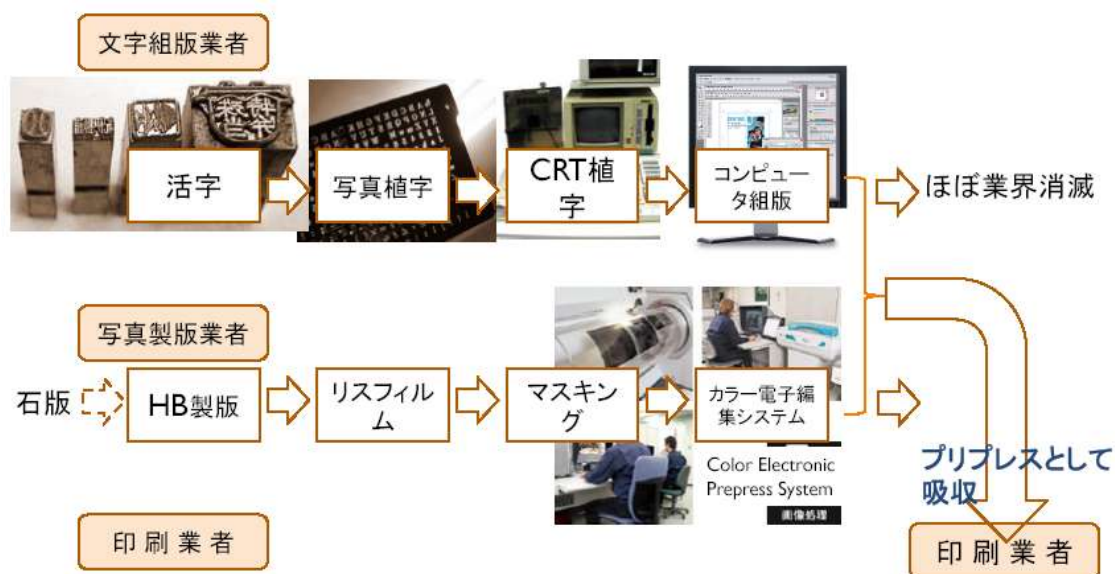 文字組版業者
活字
写真植字
CRT植
字
コンピュー
タ組版
ほぼ業界消滅
写真製版業者
石版
HB製版
リスフィル
ム
マスキン
グ
カラー電子編
集システム
Color Electronic
Prepress System
画像処理
プリプレスとして
吸収
印刷業者
印刷業者